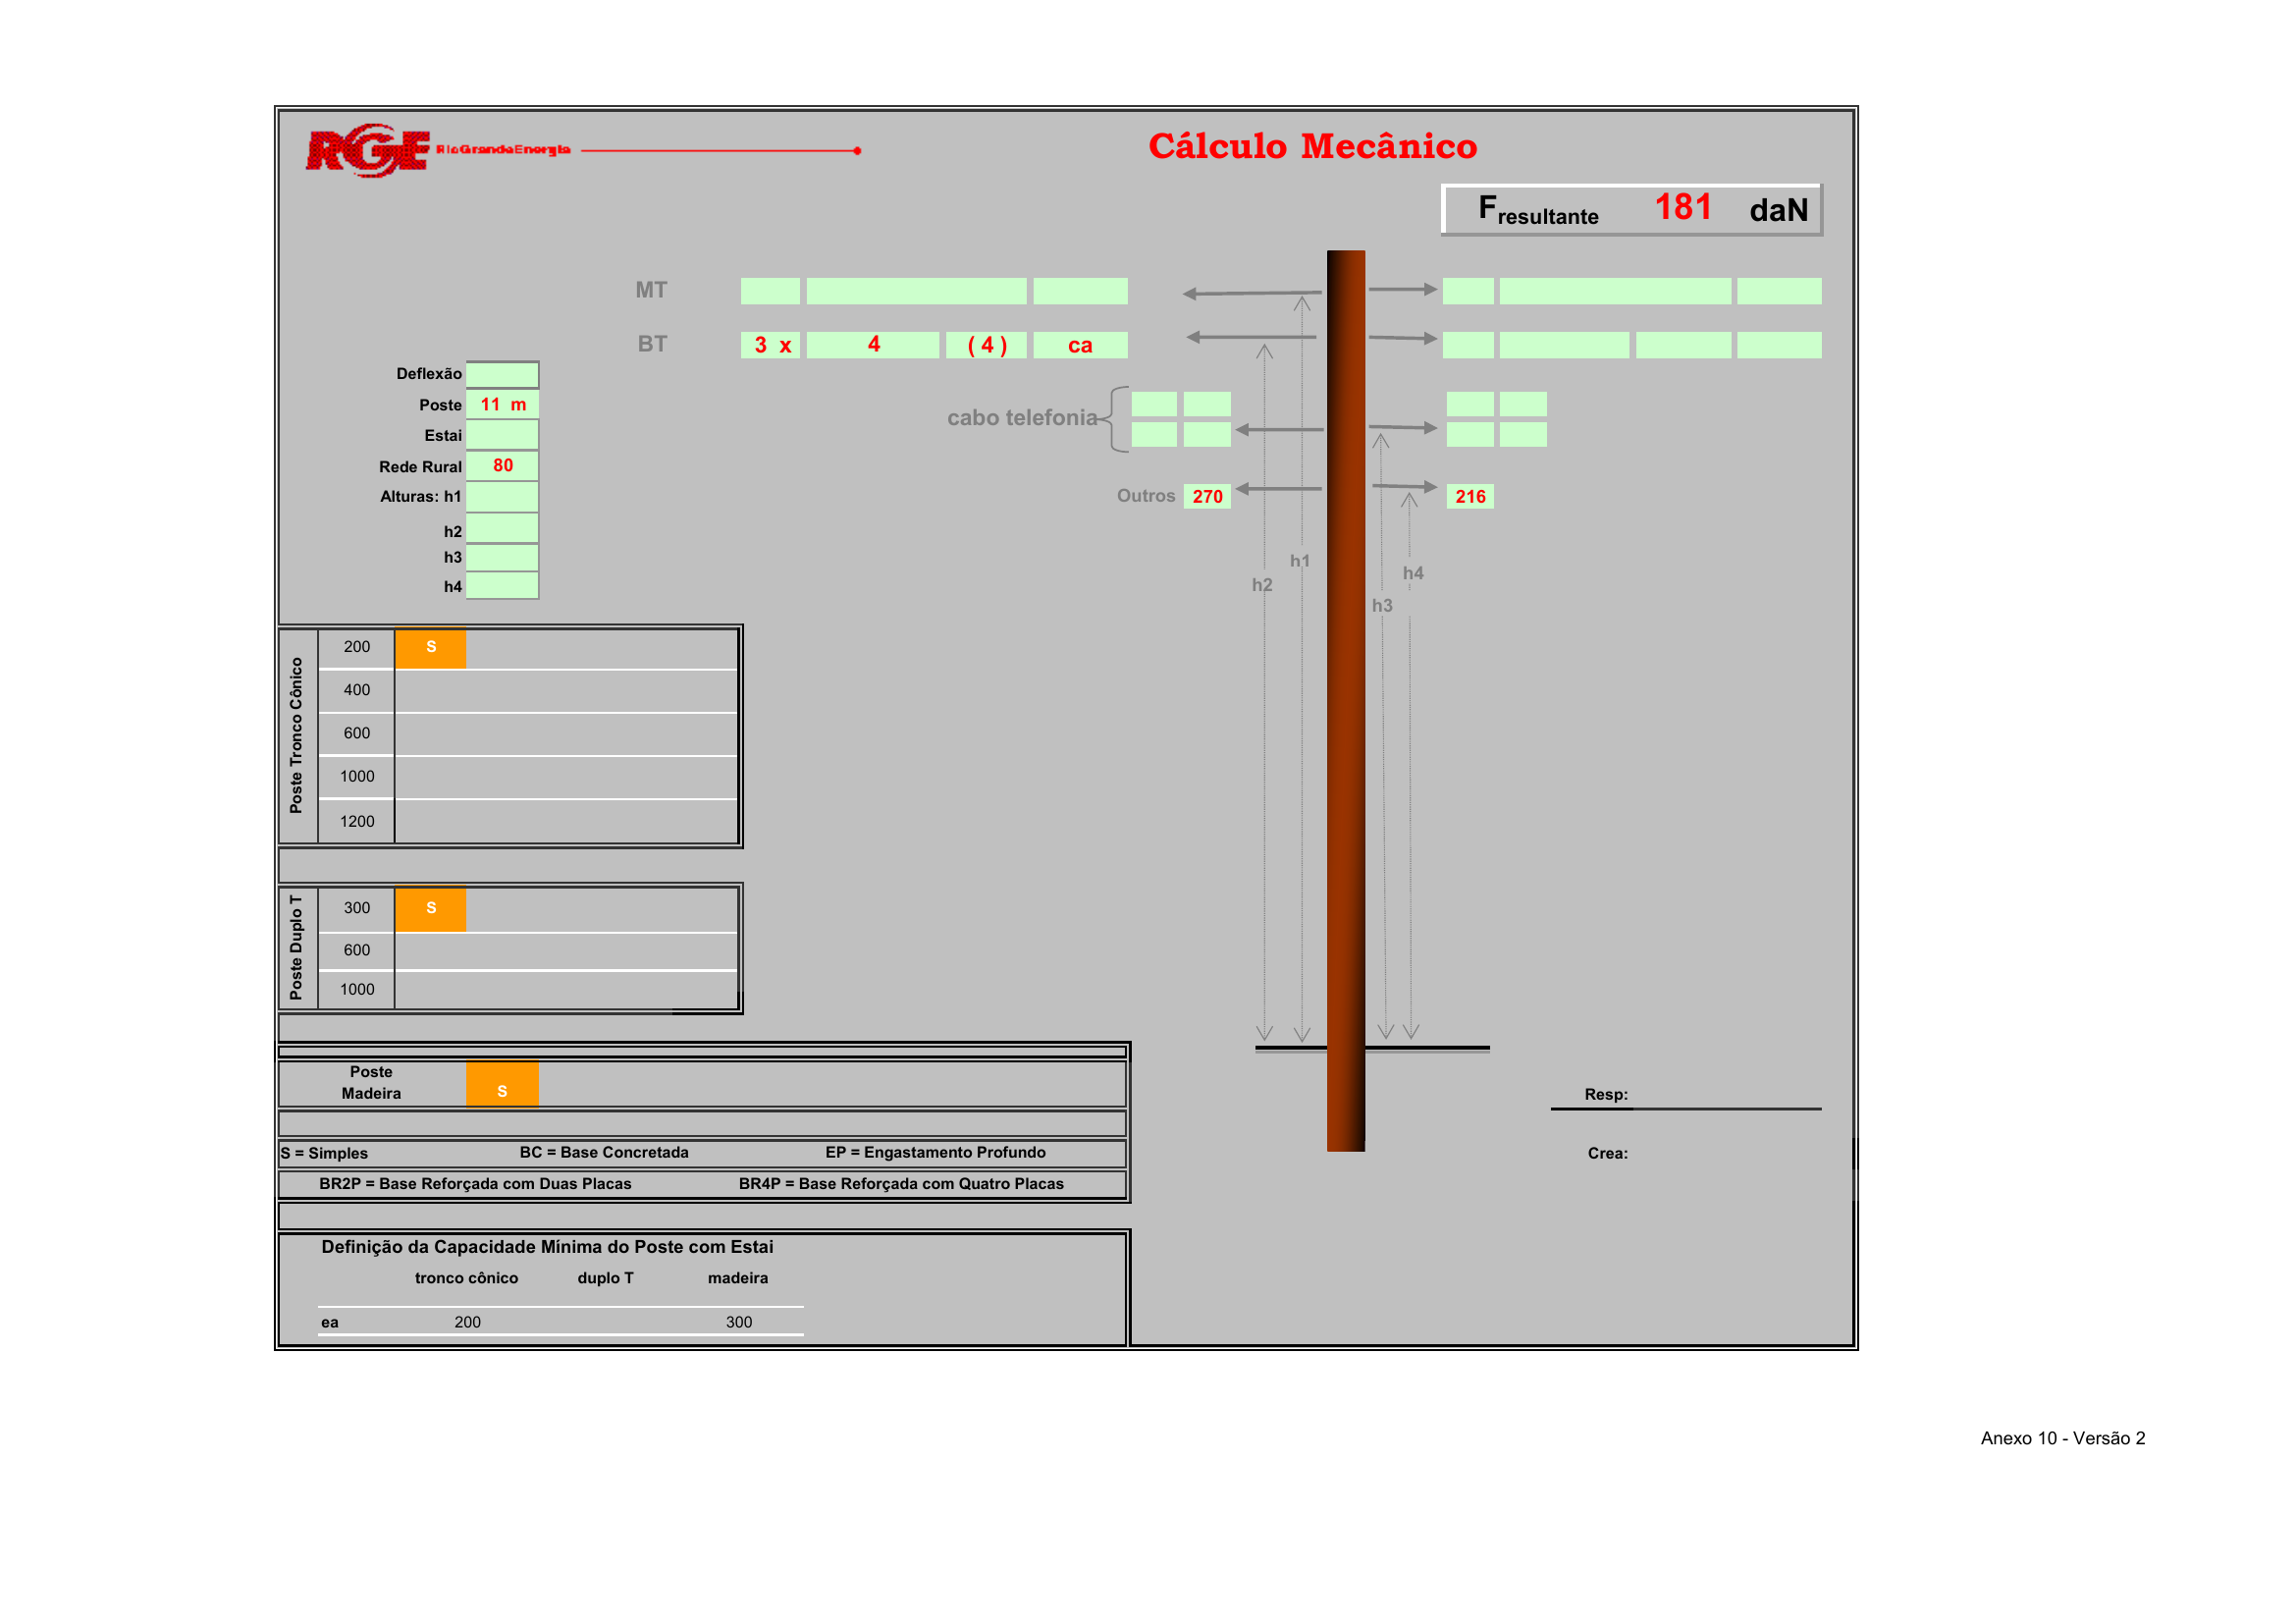 RGE RioGrandeEnergia
Cálculo Mecânico
Fresultante 181 daN
MT
BT 3 x 4 ( 4 ) ca
Deflexão
Poste 11 m
Estai
Rede Rural 80
Alturas: h1
h2
h3
h4
cabo telefonia
Outros 270 216
h1
h2
h4
h3
Poste Tronco Cônico
200 S
400
600
1000
1200
Poste Duplo T
300 S
600
1000
Poste
Madeira S
S = Simples BC = Base Concretada EP = Engastamento Profundo
BR2P = Base Reforçada com Duas Placas BR4P = Base Reforçada com Quatro Placas
Definição da Capacidade Mínima do Poste com Estai
tronco cônico duplo T madeira
ea 200 300
Resp:
Crea:
Anexo 10 - Versão 2